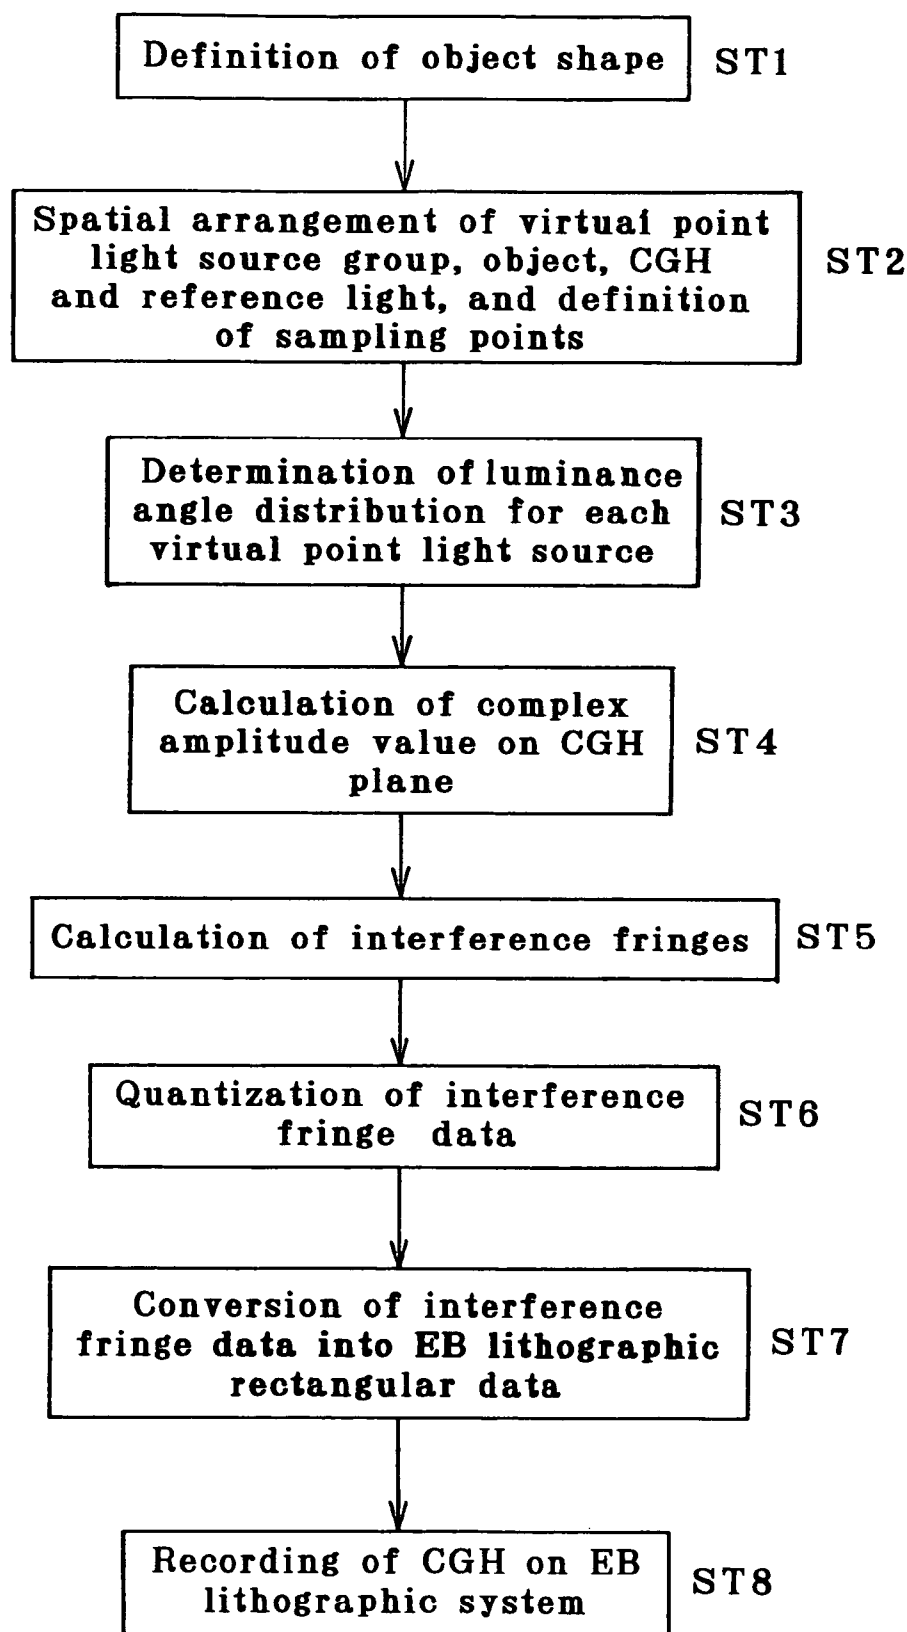 Definition of object shape ST1
Spatial arrangement of virtual point
light source group, object, CGH
and reference light, and definition
of sampling points
ST2
Determination of luminance
angle distribution for each
virtual point light source
ST3
Calculation of complex
amplitude value on CGH
plane
ST4
Calculation of interference fringes ST5
Quantization of interference
fringe data
ST6
Conversion of interference
fringe data into EB lithographic
rectangular data
ST7
Recording of CGH on EB
lithographic system
ST8